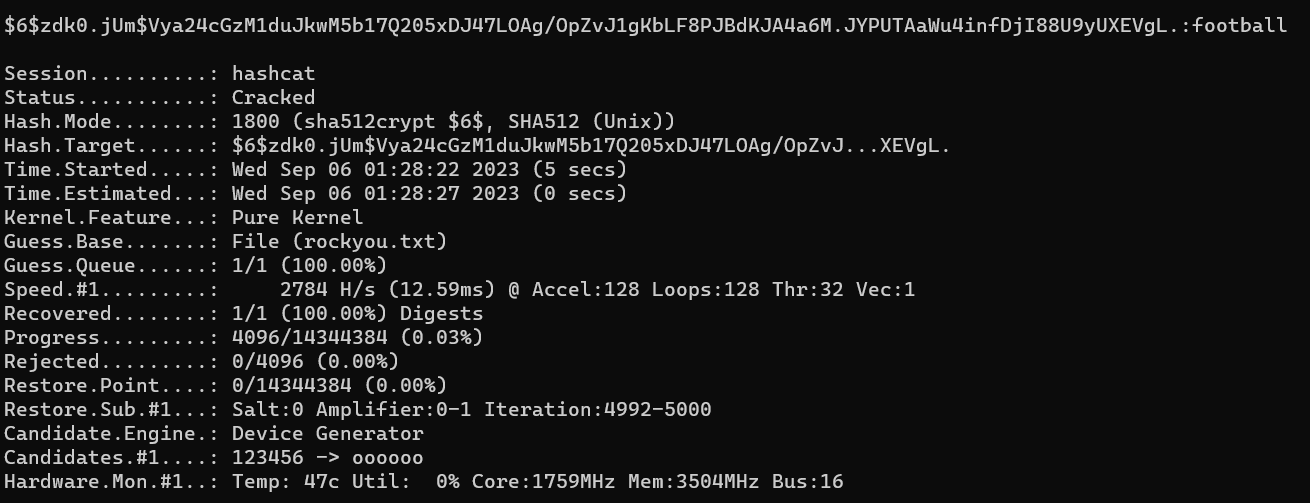 $6$zdk0.jUm$Vya24cGzM1duJkwM5b17Q205xDJ47LOAg/OpZvJ1gKbLF8PJBdKJA4a6M.JYPUTAaWu4infDjI88U9yUXEVgL.:football
Session..........: hashcat
Status...........: Cracked
Hash.Mode........: 1800 (sha512crypt $6$, SHA512 (Unix))
Hash.Target......: $6$zdk0.jUm$Vya24cGzM1duJkwM5b17Q205xDJ47LOAg/OpZvJ...XEVgL.
Time.Started.....: Wed Sep 06 01:28:22 2023 (5 secs)
Time.Estimated...: Wed Sep 06 01:28:27 2023 (0 secs)
Kernel.Feature...: Pure Kernel
Guess.Base.......: File (rockyou.txt)
Guess.Queue......: 1/1 (100.00%)
Speed.#1.........:     2784 H/s (12.59ms) @ Accel:128 Loops:128 Thr:32 Vec:1
Recovered........: 1/1 (100.00%) Digests
Progress.........: 4096/14344384 (0.03%)
Rejected.........: 0/4096 (0.00%)
Restore.Point....: 0/14344384 (0.00%)
Restore.Sub.#1...: Salt:0 Amplifier:0-1 Iteration:4992-5000
Candidate.Engine.: Device Generator
Candidates.#1....: 123456 -> oooooo
Hardware.Mon.#1..: Temp: 47c Util:  0% Core:1759MHz Mem:3504MHz Bus:16